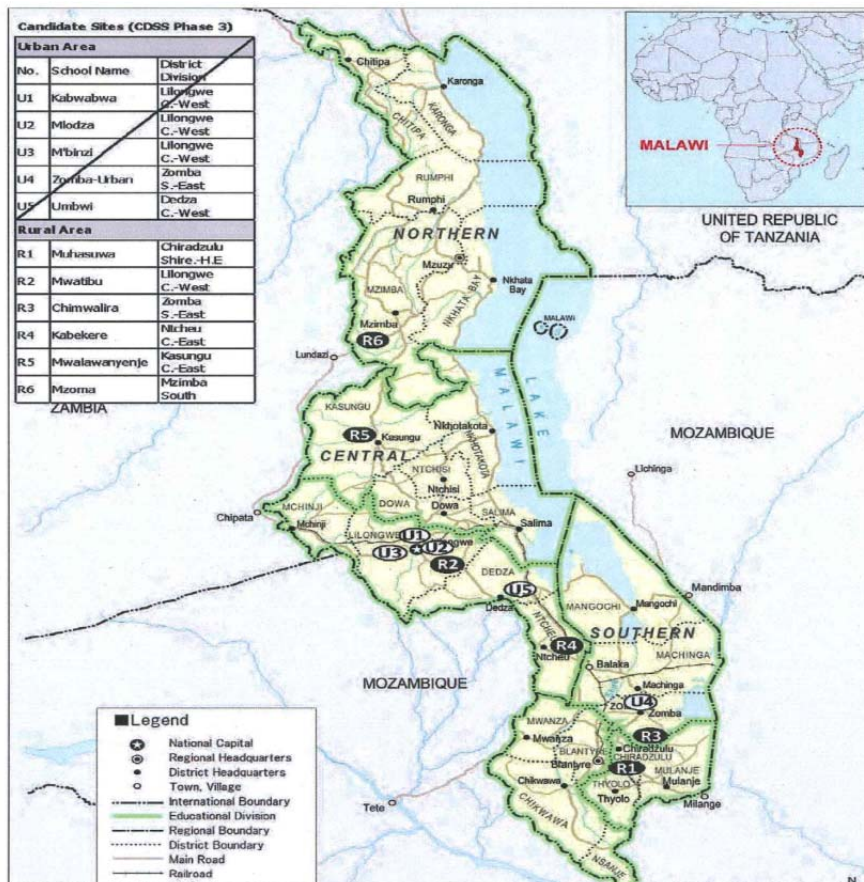 Candidate Sites (CDSS Phase 3)
Urban Area
No. School Name District Division
U1 Kabwabwa Lilongwe C.-West
U2 Mlodza Lilongwe C.-West
U3 M'binzi Lilongwe C.-West
U4 Zomba-Urban Zomba S.-East
U5 Umbwi Dedza C.-West
Rural Area
R1 Muhasuwa Chiradzulu Shire.-H.E
R2 Mwatibu Lilongwe C.-West
R3 Chimwalira Zomba S.-East
R4 Kabekere Ntcheu C.-East
R5 Mwalawanyenje Kasungu C.-East
R6 Mzoma Mzimba South
ZAMBIA
MALAWI
UNITED REPUBLIC
OF TANZANIA
Chitipa
Karonga
CHITIPA
KARONGA
RUMPHI
Rumphi
NORTHERN
Mzuzu
Nkhata
Bay
MZIMBA
NKHATA BAY
Mzimba
R6
Lundazi
MALAWI
LAKE
MALAWI
KASUNGU
R5
Kasungu
Nkhotakota
NKHOTAKOTA
CENTRAL
NTCHISI
Ntchisi
MOZAMBIQUE
Lichinga
MCHINJI
DOWA
Dowa
SALIMA
Salima
Chipata
Mchinji
LILONGWE
U1
U2
U3
R2
DEDZA
U5
Dedza
NTCHEU
R4
Ntcheu
Mandimba
MANGOCHI
Mangochi
SOUTHERN
MACHINGA
Balaka
Machinga
MOZAMBIQUE
U4
Zomba
R3
MWANZA
Mwanza
BLANTYRE
Blantyre
Chiradzulu
CHIRADZULU
R1
MULANJE
Mulanje
Chikwawa
THYOLO
Thyolo
Milange
Tete
CHIKWAWA
NSANJE
Legend
National Capital
Regional Headquarters
District Headquarters
Town, Village
International Boundary
Educational Division
Regional Boundary
District Boundary
Main Road
Railroad
N